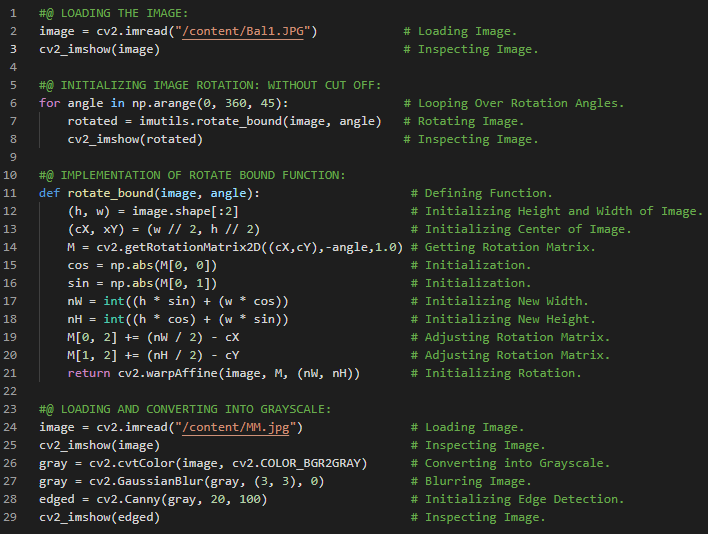 1 #@ LOADING THE IMAGE:
2 image = cv2.imread("/content/Bal1.JPG") # Loading Image.
3 cv2_imshow(image) # Inspecting Image.
4
5 #@ INITIALIZING IMAGE ROTATION: WITHOUT CUT OFF:
6 for angle in np.arange(0, 360, 45): # Looping Over Rotation Angles.
7     rotated = imutils.rotate_bound(image, angle) # Rotating Image.
8     cv2_imshow(rotated) # Inspecting Image.
9
10 #@ IMPLEMENTATION OF ROTATE BOUND FUNCTION:
11 def rotate_bound(image, angle): # Defining Function.
12     (h, w) = image.shape[:2] # Initializing Height and Width of Image.
13     (cX, xY) = (w // 2, h // 2) # Initializing Center of Image.
14     M = cv2.getRotationMatrix2D((cX,cY),-angle,1.0) # Getting Rotation Matrix.
15     cos = np.abs(M[0, 0]) # Initialization.
16     sin = np.abs(M[0, 1]) # Initialization.
17     nW = int((h * sin) + (w * cos)) # Initializing New Width.
18     nH = int((h * cos) + (w * sin)) # Initializing New Height.
19     M[0, 2] += (nW / 2) - cX # Adjusting Rotation Matrix.
20     M[1, 2] += (nH / 2) - cY # Adjusting Rotation Matrix.
21     return cv2.warpAffine(image, M, (nW, nH)) # Initializing Rotation.
22
23 #@ LOADING AND CONVERTING INTO GRAYSCALE:
24 image = cv2.imread("/content/MM.jpg") # Loading Image.
25 cv2_imshow(image) # Inspecting Image.
26 gray = cv2.cvtColor(image, cv2.COLOR_BGR2GRAY) # Converting into Grayscale.
27 gray = cv2.GaussianBlur(gray, (3, 3), 0) # Blurring Image.
28 edged = cv2.Canny(gray, 20, 100) # Initializing Edge Detection.
29 cv2_imshow(edged) # Inspecting Image.